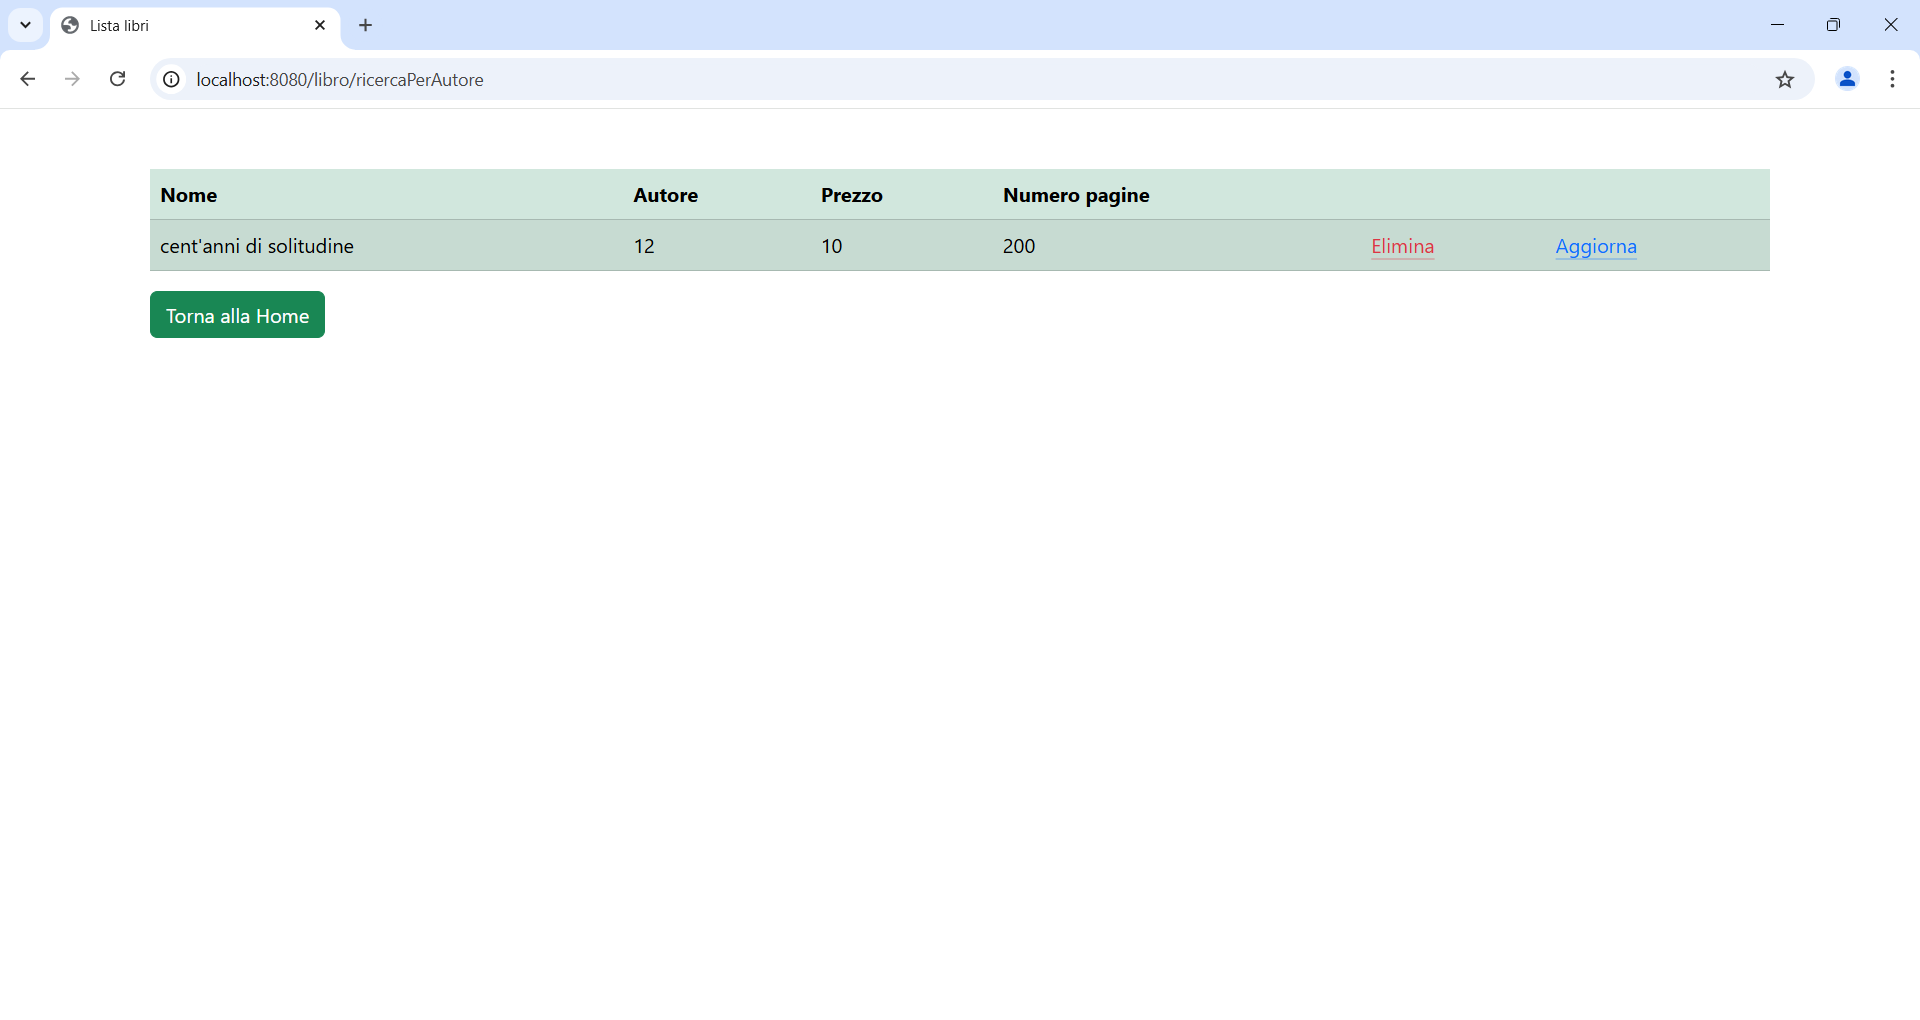 Lista libri
localhost:8080/libro/ricercaPerAutore
Nome Autore Prezzo Numero pagine
cent'anni di solitudine 12 10 200 Elimina Aggiorna
Torna alla Home